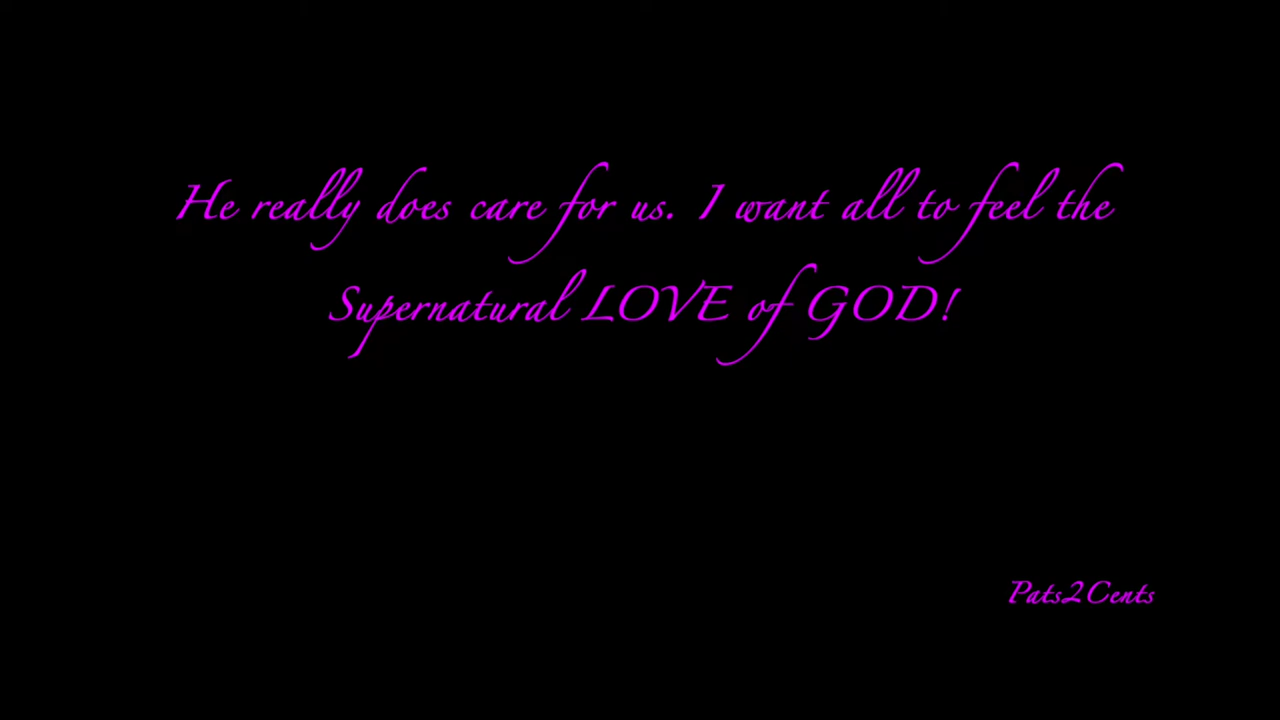 He really does care for us. I want all to feel the
Supernatural LOVE of GOD!
Pats2Cents